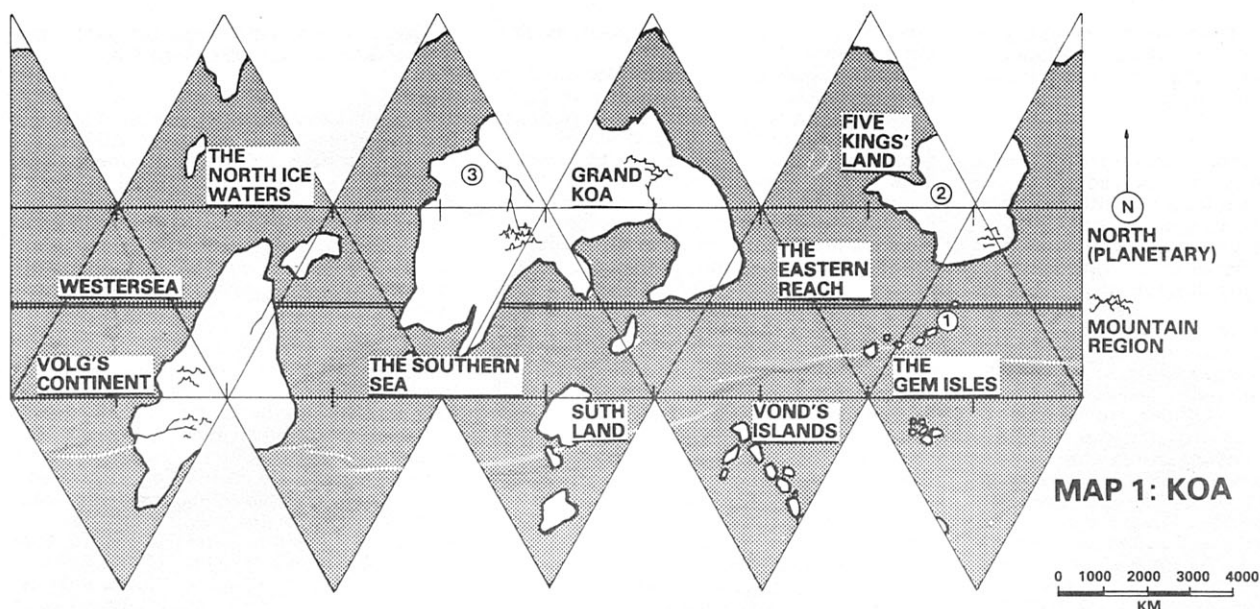 FIVE
KINGS'
LAND
THE
NORTH ICE
WATERS
③
GRAND
KOA
②
N
NORTH
(PLANETARY)
THE
EASTERN
REACH
WESTERSEA
①
MOUNTAIN
REGION
VOLG'S
CONTINENT
THE SOUTHERN
SEA
THE
GEM ISLES
SUTH
LAND
VOND'S
ISLANDS
MAP 1: KOA
0 1000 2000 3000 4000
KM